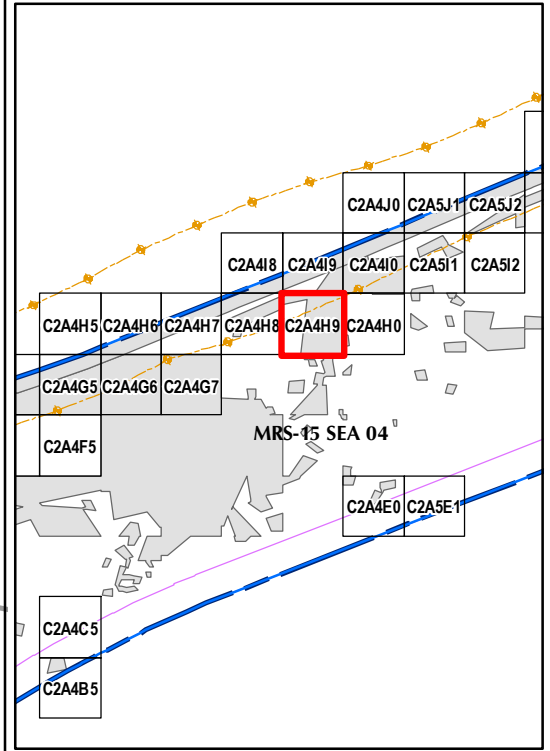 C2A4J0 C2A5J1 C2A5J2
C2A4I8 C2A4I9 C2A4I0 C2A5I1 C2A5I2
C2A4H5 C2A4H6 C2A4H7 C2A4H8 C2A4H9 C2A4H0
C2A4G5 C2A4G6 C2A4G7
C2A4F5
MRS-15 SEA 04
C2A4E0 C2A5E1
C2A4C5
C2A4B5